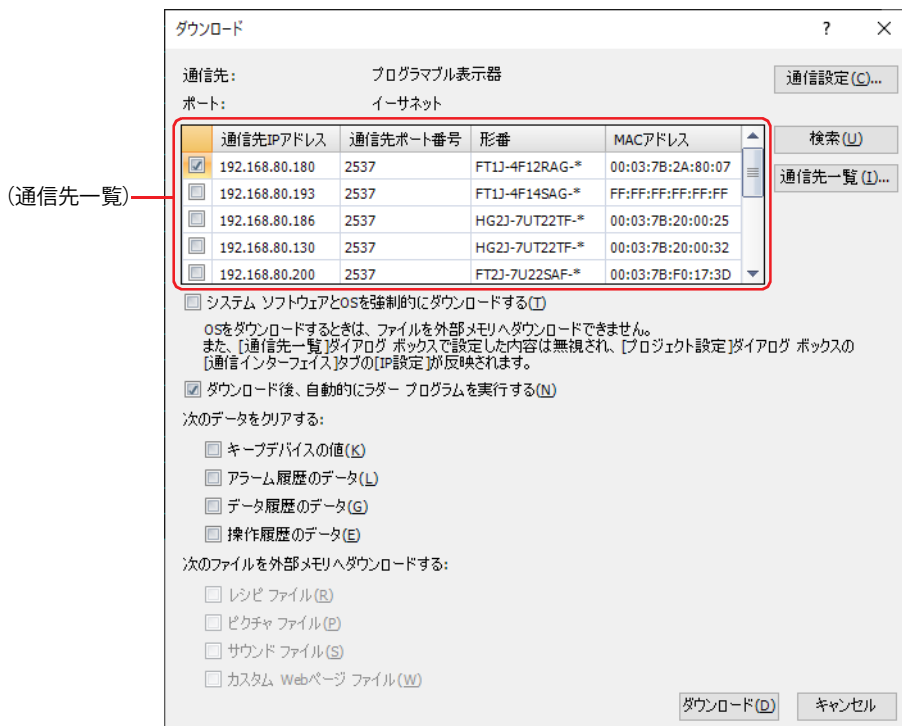 ダウンロード ? ×
通信先: プログラマブル表示器 通信設定(C)...
ポート: イーサネット
通信先IPアドレス 通信先ポート番号 形番 MACアドレス 検索(U)
192.168.80.180 2537 FT1J-4F12RAG-* 00:03:7B:2A:80:07 通信先一覧(I)...
(通信先一覧) 192.168.80.193 2537 FT1J-4F14SAG-* FF:FF:FF:FF:FF:FF
192.168.80.186 2537 HG2J-7UT22TF-* 00:03:7B:20:00:25
192.168.80.130 2537 HG2J-7UT22TF-* 00:03:7B:20:00:32
192.168.80.200 2537 FT2J-7U22SAF-* 00:03:7B:F0:17:3D
システム ソフトウェアとOSを強制的にダウンロードする(T)
OSをダウンロードするときは、ファイルを外部メモリへダウンロードできません。
また、[通信先一覧]ダイアログ ボックスで設定した内容は無視され、[プロジェクト設定]ダイアログ ボックスの
[通信インターフェイス]タブの[IP設定]が反映されます。
ダウンロード後、自動的にラダー プログラムを実行する(N)
次のデータをクリアする:
キープデバイスの値(K)
アラーム履歴のデータ(L)
データ履歴のデータ(G)
操作履歴のデータ(E)
次のファイルを外部メモリへダウンロードする:
レシピ ファイル(R)
ピクチャ ファイル(P)
サウンド ファイル(S)
カスタム Webページ ファイル(W)
ダウンロード(D) キャンセル